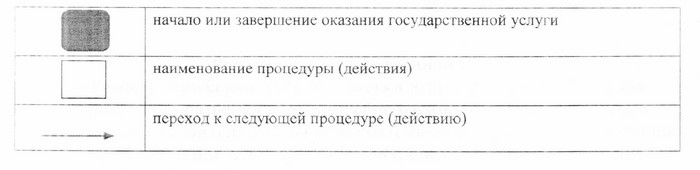 начало или завершение оказания государственной услуги
наименование процедуры (действия)
переход к следующей процедуре (действию)